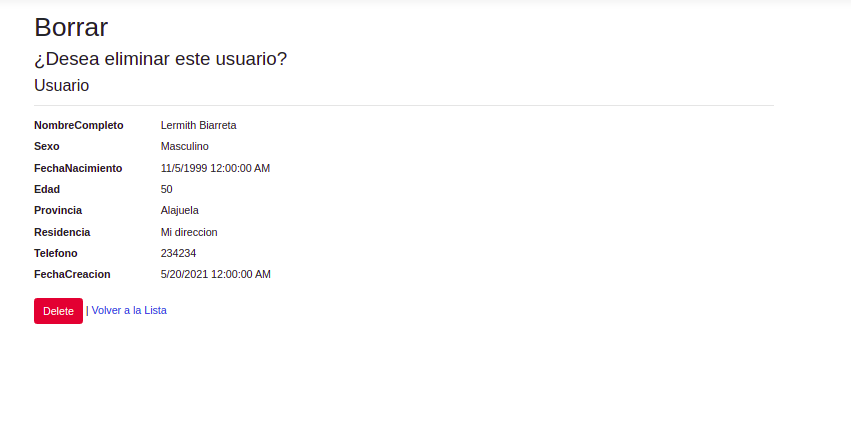 Borrar
¿Desea eliminar este usuario?
Usuario
NombreCompleto Lermith Biarreta
Sexo Masculino
FechaNacimiento 11/5/1999 12:00:00 AM
Edad 50
Provincia Alajuela
Residencia Mi direccion
Telefono 234234
FechaCreacion 5/20/2021 12:00:00 AM
Delete | Volver a la Lista